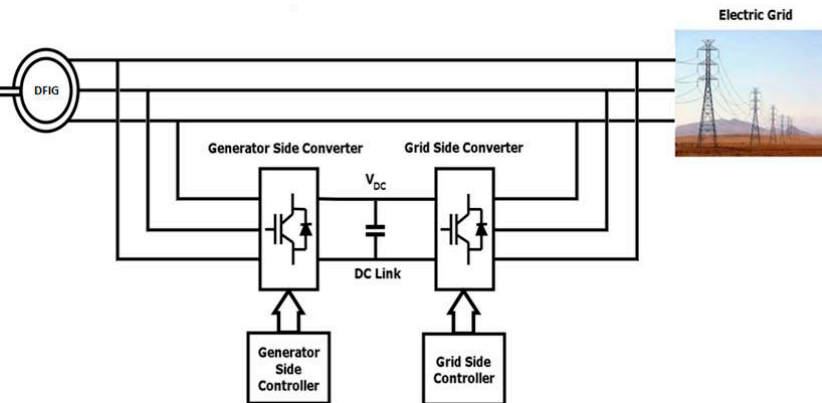 Electric Grid
DFIG
Generator Side Converter
Grid Side Converter
VDC
DC Link
Generator
Side
Controller
Grid Side
Controller